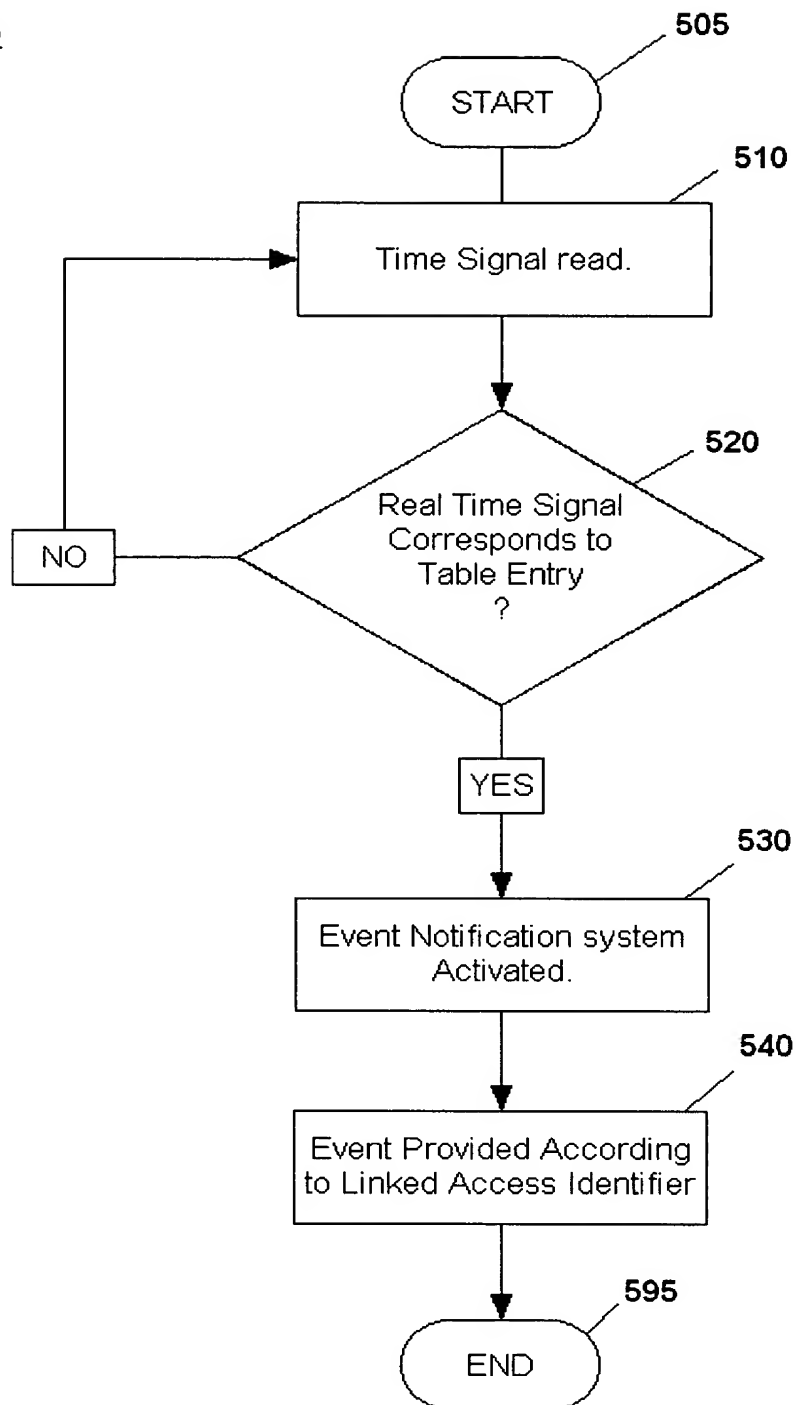 505
START
510
Time Signal read.
520
Real Time Signal
Corresponds to
Table Entry
?
NO
YES
530
Event Notification system
Activated.
540
Event Provided According
to Linked Access Identifier
595
END